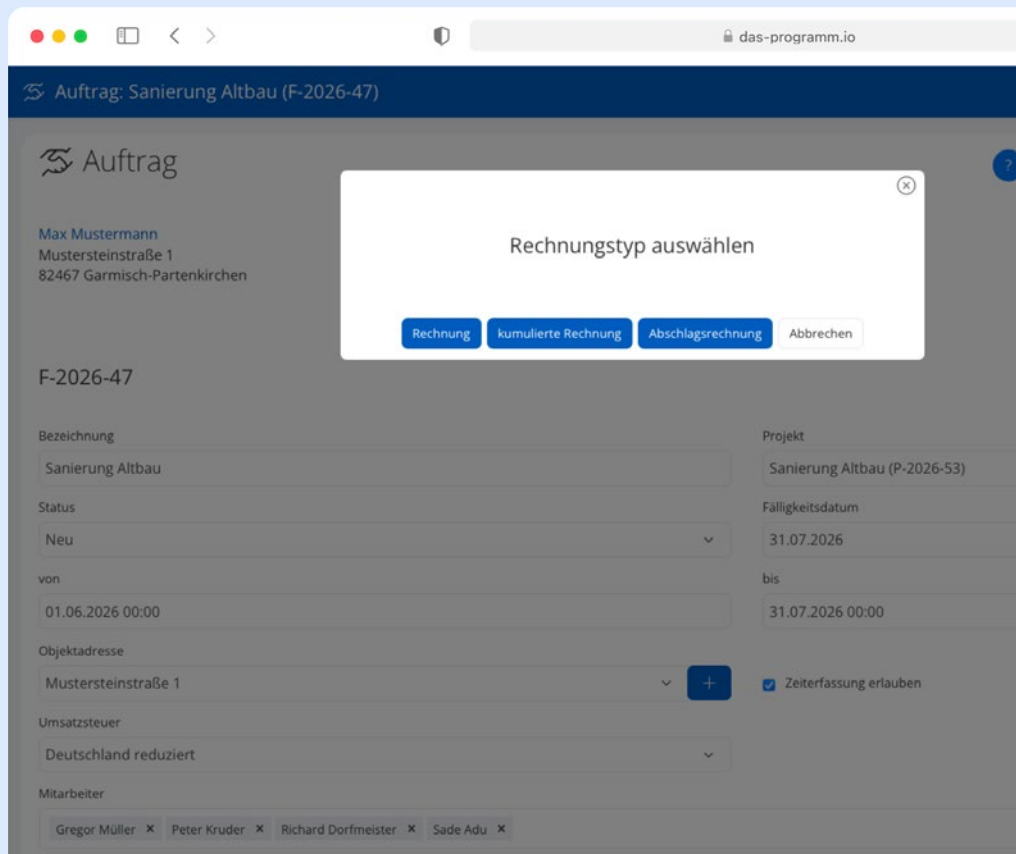 das-programm.io
Auftrag: Sanierung Altbau (F-2026-47)
Auftrag
?
Max Mustermann
Mustersteinstraße 1
82467 Garmisch-Partenkirchen
Rechnungstyp auswählen
Rechnung kumulierte Rechnung Abschlagsrechnung Abbrechen
F-2026-47
Bezeichnung Projekt
Sanierung Altbau Sanierung Altbau (P-2026-53)
Status Fälligkeitsdatum
Neu 31.07.2026
von bis
01.06.2026 00:00 31.07.2026 00:00
Objektadresse
Mustersteinstraße 1 + Zeiterfassung erlauben
Umsatzsteuer
Deutschland reduziert
Mitarbeiter
Gregor Müller × Peter Kruder × Richard Dorfmeister × Sade Adu ×